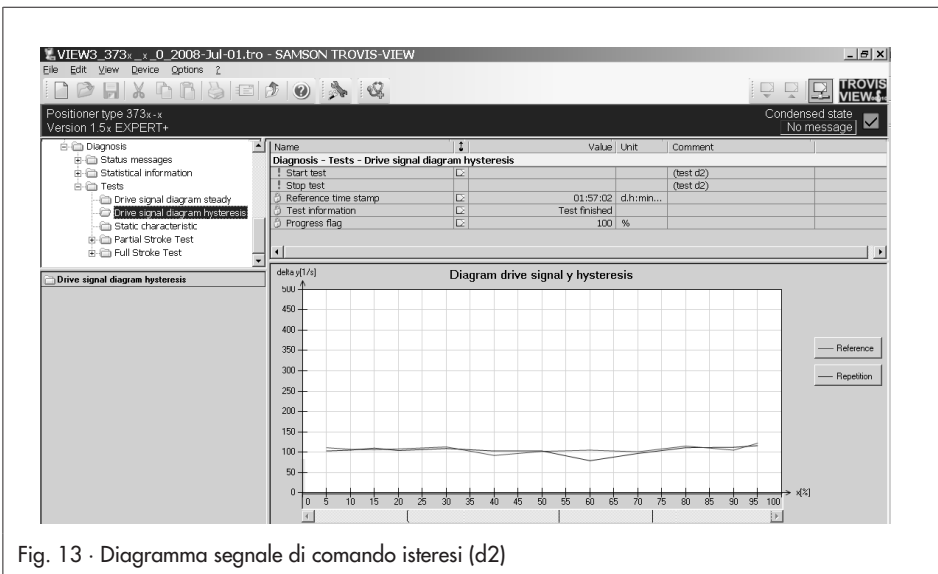 VIEW3_373x_x_0_2008-Jul-01.tro - SAMSON TROVIS-VIEW
File Edit View Device Options ?
TROVIS
VIEW
Positioner type 373x-x
Version 1.5x EXPERT+
Condensed state
No message
Diagnosis
Status messages
Statistical information
Tests
Drive signal diagram steady
Drive signal diagram hysteresis
Static characteristic
Partial Stroke Test
Full Stroke Test
Name Value Unit Comment
Diagnosis - Tests - Drive signal diagram hysteresis
! Start test (test d2)
! Stop test (test d2)
Reference time stamp 01:57:02 d.h:min...
Test information Test finished
Progress flag 100 %
Drive signal diagram hysteresis
delta y[1/s]
Diagram drive signal y hysteresis
500
450
400
350
300
250
200
150
100
50
0
0 5 10 15 20 25 30 35 40 45 50 55 60 65 70 75 80 85 90 95 100
x[%]
Reference
Repetition
Fig. 13 · Diagramma segnale di comando isteresi (d2)